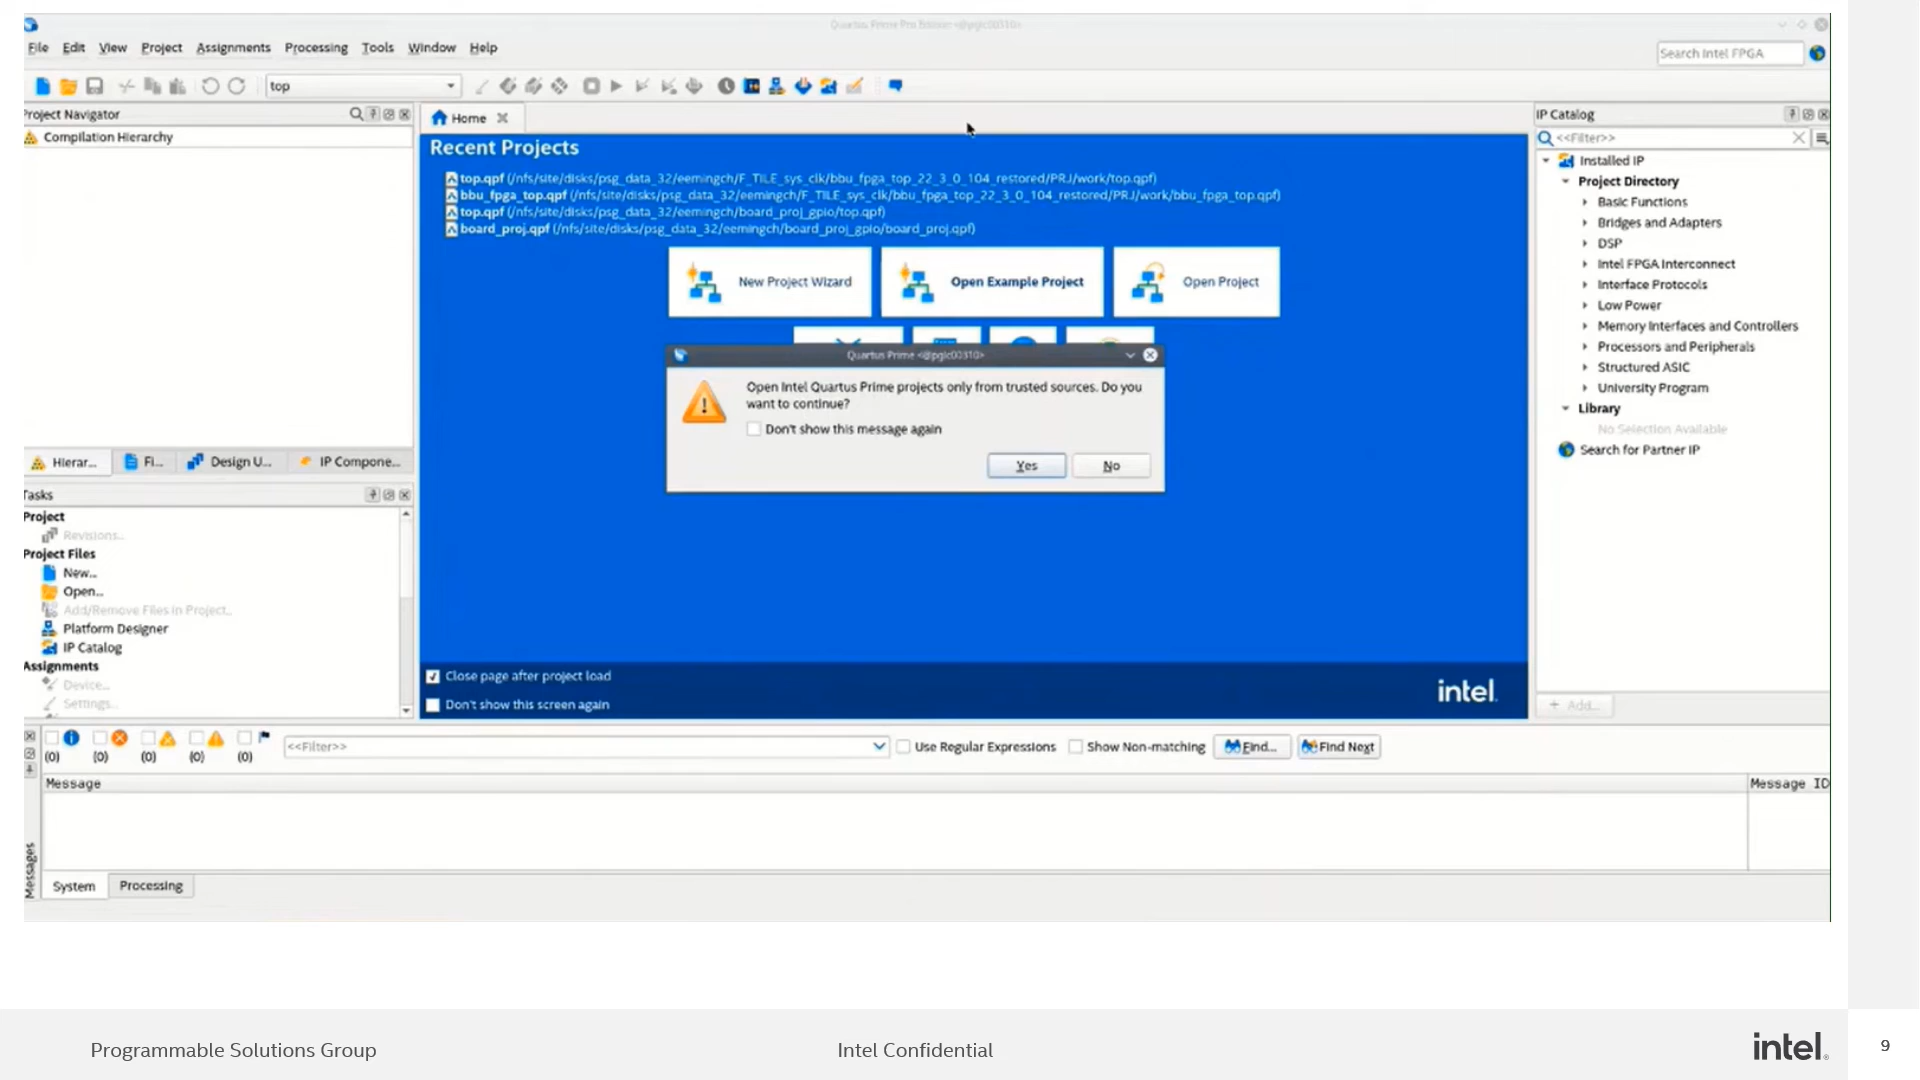 Quartus Prime Pro Edition <@pglc00310>
File Edit View Project Assignments Processing Tools Window Help
Search Intel FPGA
top
Project Navigator
Compilation Hierarchy
Hierar... Fi... Design U... IP Compone...
Tasks
Project
Revisions...
Project Files
New...
Open...
Add/Remove Files in Project...
Platform Designer
IP Catalog
Assignments
Device...
Settings...
Home
Recent Projects
top.qpf (/nfs/site/disks/psg_data_32/eemingch/F_TILE_sys_clk/bbu_fpga_top_22_3_0_104_restored/PRJ/work/top.qpf)
bbu_fpga_top.qpf (/nfs/site/disks/psg_data_32/eemingch/F_TILE_sys_clk/bbu_fpga_top_22_3_0_104_restored/PRJ/work/bbu_fpga_top.qpf)
top.qpf (/nfs/site/disks/psg_data_32/eemingch/board_proj_gpio/top.qpf)
board_proj.qpf (/nfs/site/disks/psg_data_32/eemingch/board_proj_gpio/board_proj.qpf)
New Project Wizard
Open Example Project
Open Project
Quartus Prime <@pglc00310>
Open Intel Quartus Prime projects only from trusted sources. Do you
want to continue?
Don't show this message again
Yes No
Close page after project load
Don't show this screen again
intel.
IP Catalog
<<Filter>>
Installed IP
Project Directory
Basic Functions
Bridges and Adapters
DSP
Intel FPGA Interconnect
Interface Protocols
Low Power
Memory Interfaces and Controllers
Processors and Peripherals
Structured ASIC
University Program
Library
No Selection Available
Search for Partner IP
+ Add...
(0) (0) (0) (0) (0)
<<Filter>>
Use Regular Expressions Show Non-matching Find... Find Next
Message Message ID
Messages
System Processing
Programmable Solutions Group
Intel Confidential
intel.
9